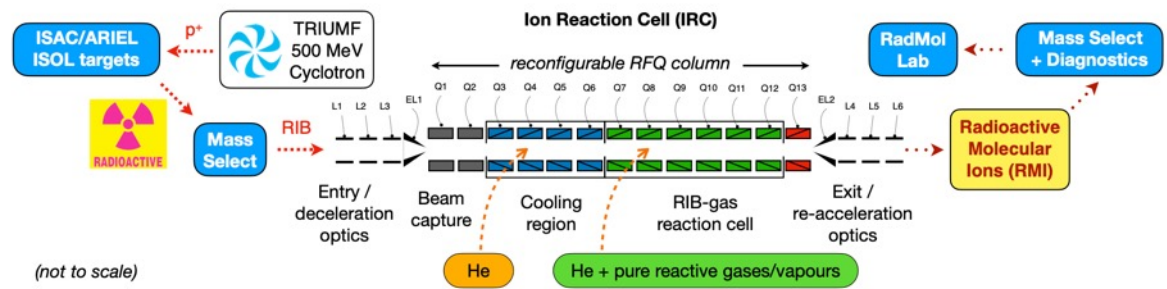 Ion Reaction Cell (IRC)
ISAC/ARIEL
ISOL targets
p+
TRIUMF
500 MeV
Cyclotron
reconfigurable RFQ column
RadMol
Lab
Mass Select
+ Diagnostics
L1 L2 L3 EL1 Q1 Q2 Q3 Q4 Q5 Q6 Q7 Q8 Q9 Q10 Q11 Q12 Q13 EL2 L4 L5 L6
RADIOACTIVE
Mass
Select
RIB
Radioactive
Molecular
Ions (RMI)
Entry /
deceleration
optics
Beam
capture
Cooling
region
RIB-gas
reaction cell
Exit /
re-acceleration
optics
(not to scale)
He
He + pure reactive gases/vapours